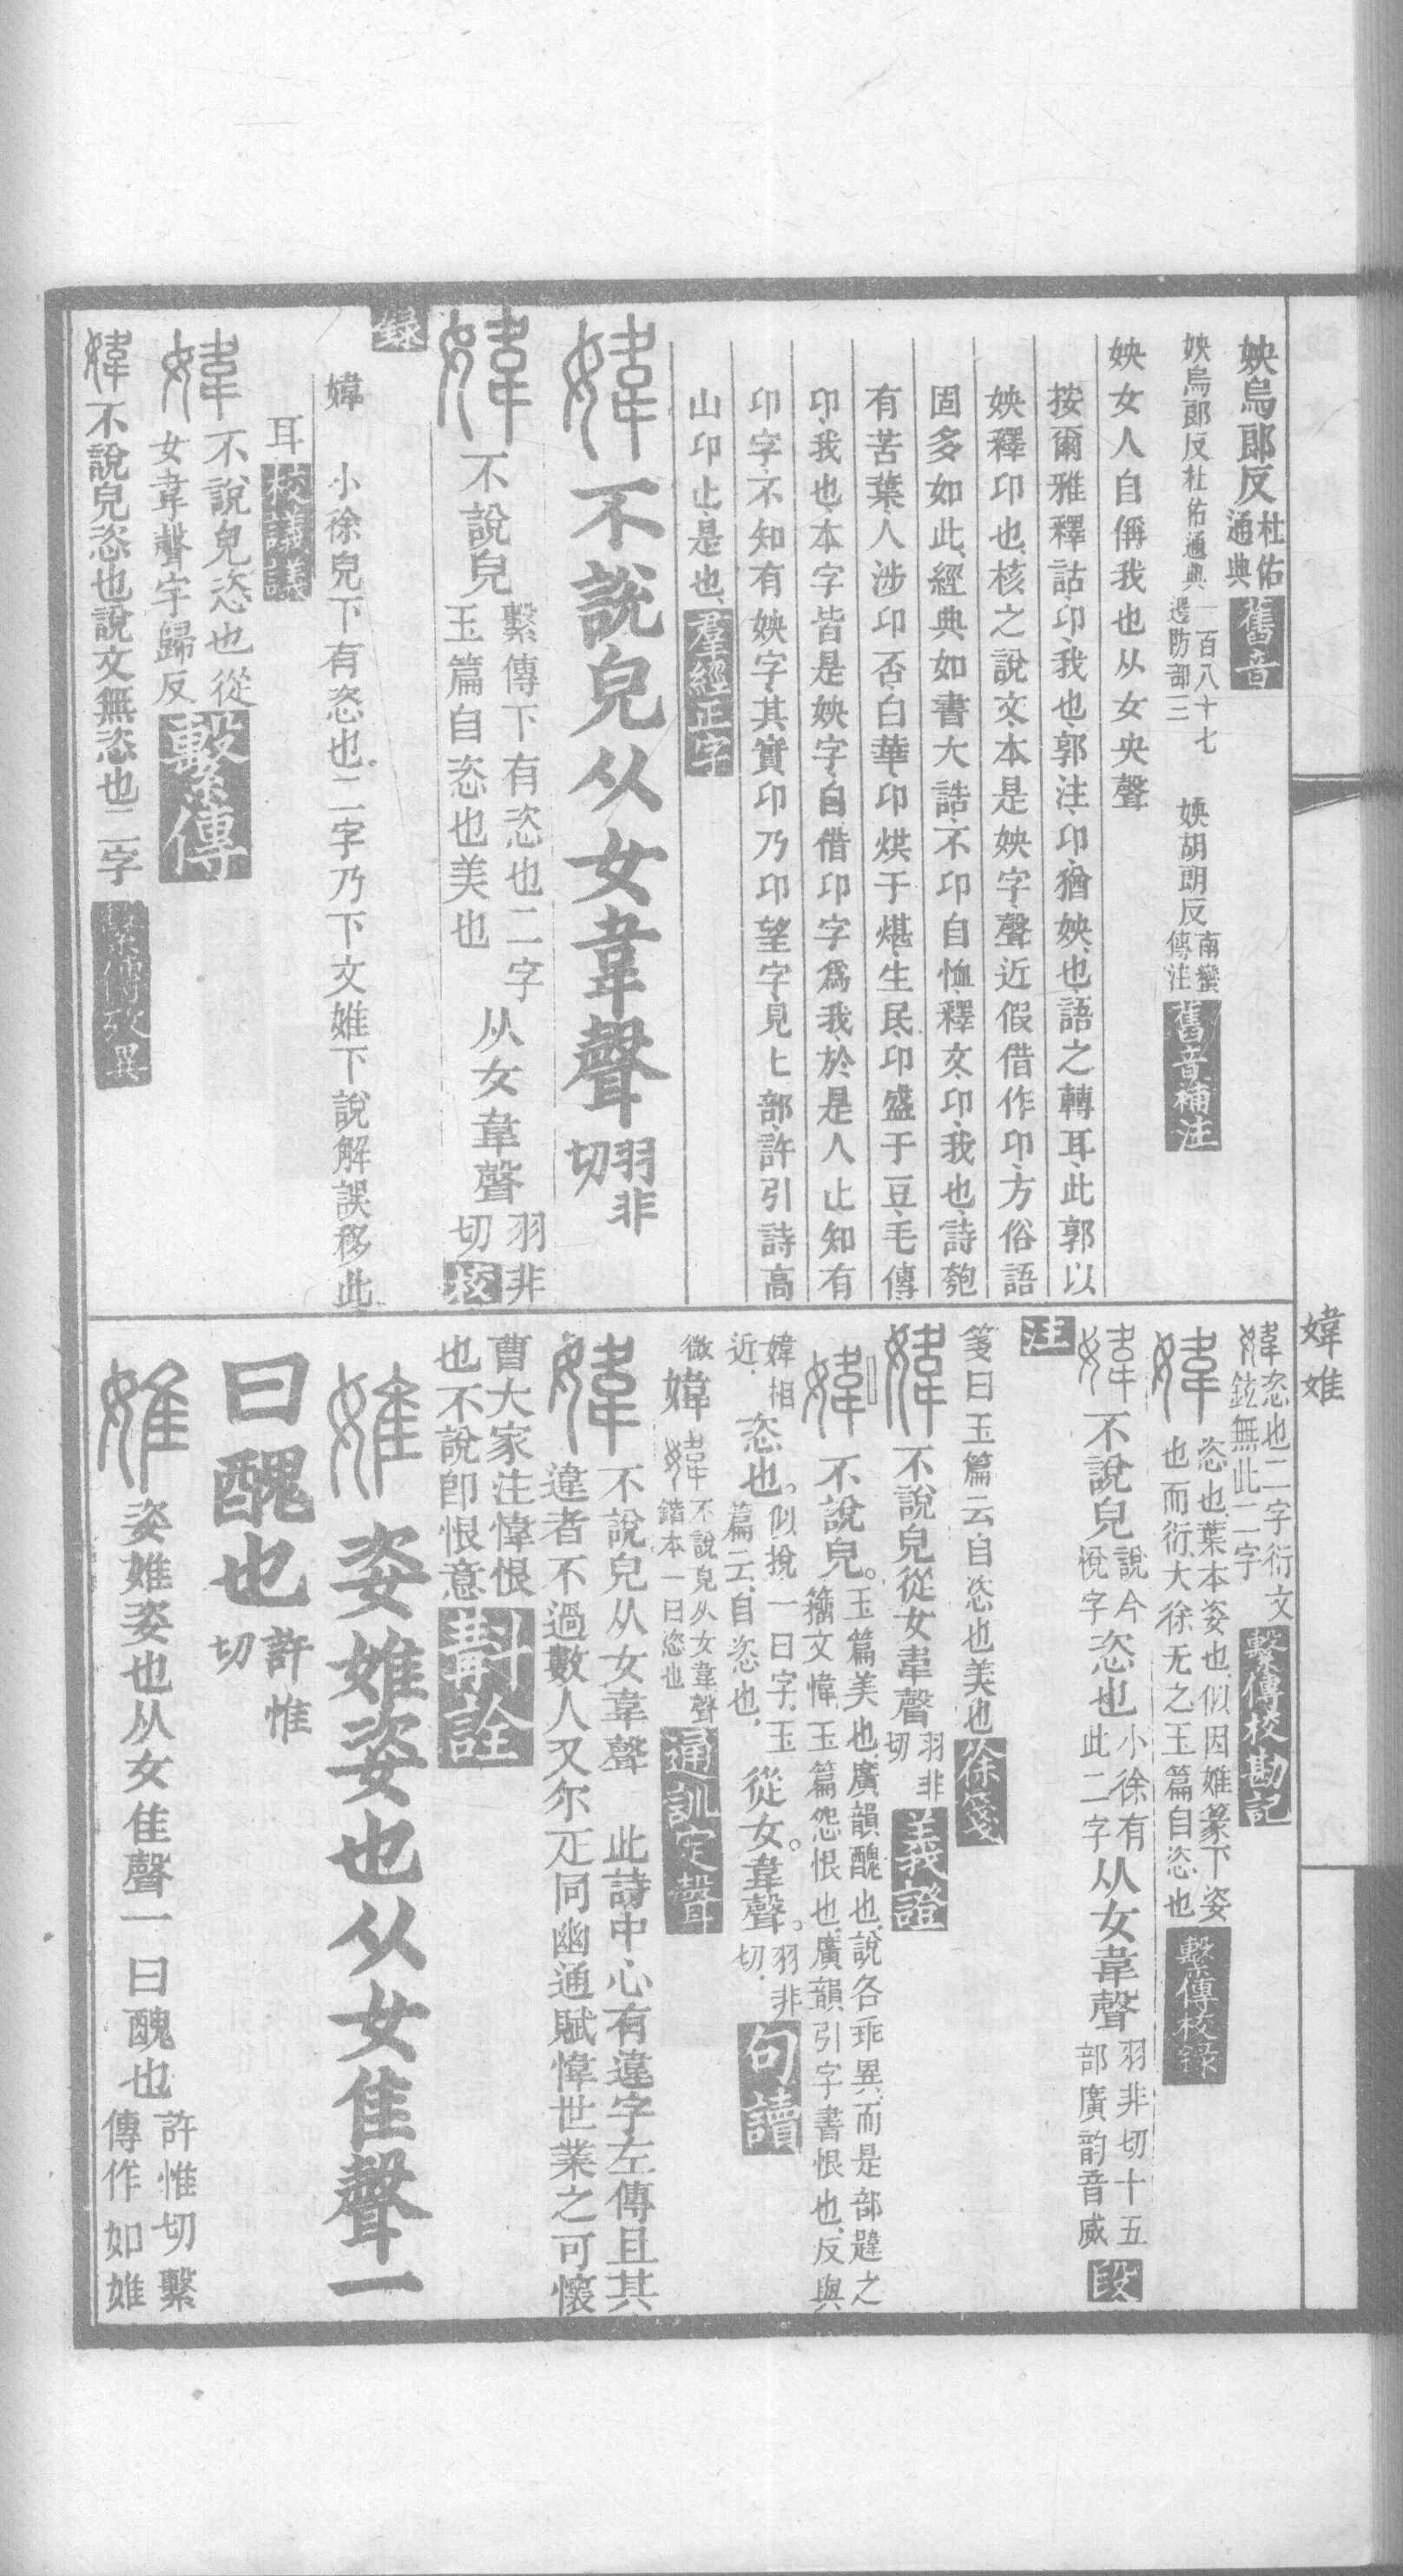 姎烏郎反杜佑通典舊音
姎烏郎反杜佑通典一百八十七邊防部三 姎胡朗反南蠻傳注舊音補注
姎女人自偁我也从女央聲
按爾雅釋詁、卬、我也、郭注、卬、猶姎、也、語之轉耳、此郭以
姎釋卬也、核之說文、本是姎字、聲近假借作卬、方俗語
固多如此、經典如書大誥、不卬自恤、釋文、卬、我也、詩匏
有苦葉、人涉卬否、白華、卬烘于煁、生民、卬盛于豆、毛傳
卬、我也、本字皆是姎字、自借卬字爲我、於是人止知有
卬字、不知有姎字、其實卬乃卬望字、見匕部、許引詩高
山卬止、是也、羣經正字
媁不說皃从女韋聲羽非切
媁不說皃繫傳下有恣也二字玉篇自恣也美也从女韋聲羽非切校
錄
媁 小徐皃下有恣也二字乃下文婎下說解誤移此
耳校議議
媁不說皃恣也從女韋聲宇歸反繫傳
媁不說皃恣也說文無恣也二字繫傳攷異
媁恣也二字衍文鉉無此二字繫傳校勘記
媁恣也葉本姿也似因婎篆下姿也而衍大徐无之玉篇自恣也繫傳校録
媁不說皃說今悅字恣也小徐有此二字从女韋聲羽非切十五部廣韵音威段
注
箋曰玉篇云自恣也美也徐箋
媁不說皃從女韋聲羽非切義證
媁不說皃。玉篇美也、廣韻醜也、說各乖異、而是部韙之籒文愇、玉篇怨恨也、廣韻引字書恨也、反與
媁相近、恣也。似挩一曰字、玉篇云、自恣也、從女。韋聲。羽非切、句讀
微媁媁不說皃从女韋聲鍇本一曰恣也通訓定聲
媁不說皃从女韋聲 此詩中心有違字左傳且其違者不過數人又尒疋同幽通賦愇世業之可懷
曹大家注愇恨也不說卽恨意斠詮
婎姿婎姿也从女隹聲一
曰醜也許惟切
婎姿婎姿也从女隹聲一曰醜也許惟切繫傳作如婎
媁婎